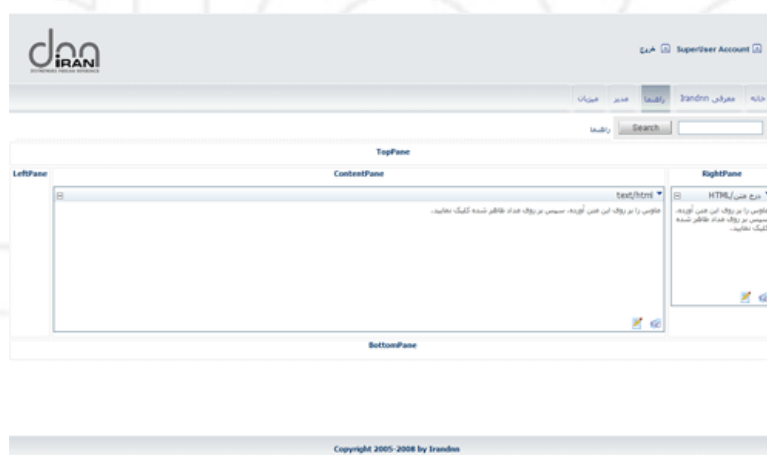 dnn
IRAN
SuperUser Account خروج
خانه معرفی Irandnn راهنما مدیر میزبان
Search راهنما
TopPane
LeftPane
ContentPane
RightPane
text/html
ماوس را بر روی این متن آورده، سپس بر روی مداد ظاهر شده کلیک نمایید.
درج متن/HTML
ماوس را بر روی این متن آورده،
سپس بر روی مداد ظاهر شده
کلیک نمایید.
BottomPane
Copyright 2005-2008 by Irandnn